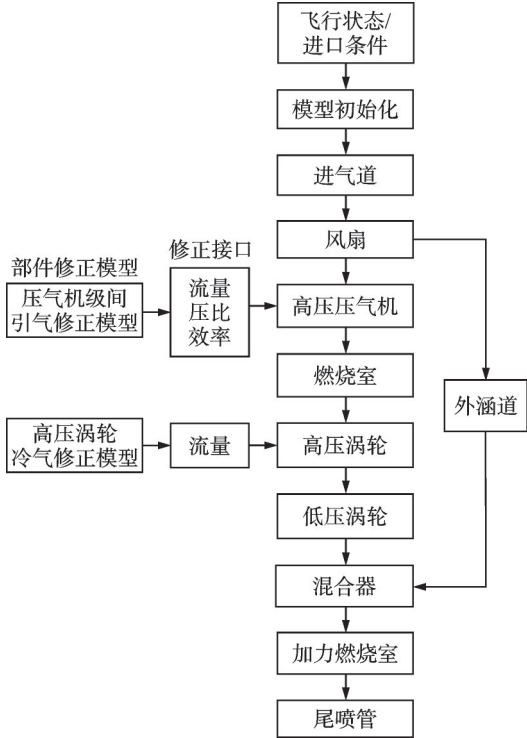 飞行状态/
进口条件
模型初始化
进气道
风扇
修正接口
部件修正模型
压气机级间
引气修正模型
流量
压比
效率
高压压气机
燃烧室
外涵道
高压涡轮
冷气修正模型
流量
高压涡轮
低压涡轮
混合器
加力燃烧室
尾喷管